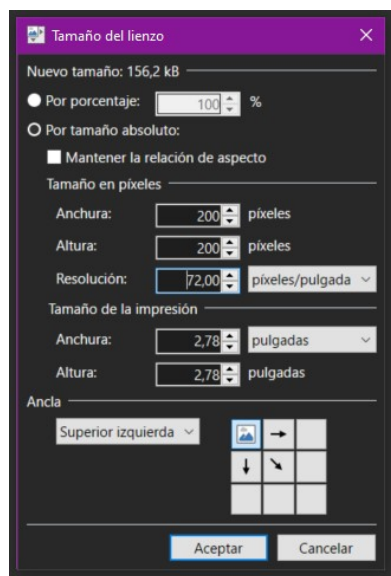 Tamaño del lienzo
Nuevo tamaño: 156,2 kB
Por porcentaje: 100 %
Por tamaño absoluto:
Mantener la relación de aspecto
Tamaño en píxeles
Anchura: 200 píxeles
Altura: 200 píxeles
Resolución: 72,00 píxeles/pulgada
Tamaño de la impresión
Anchura: 2,78 pulgadas
Altura: 2,78 pulgadas
Ancla
Superior izquierda
Aceptar Cancelar